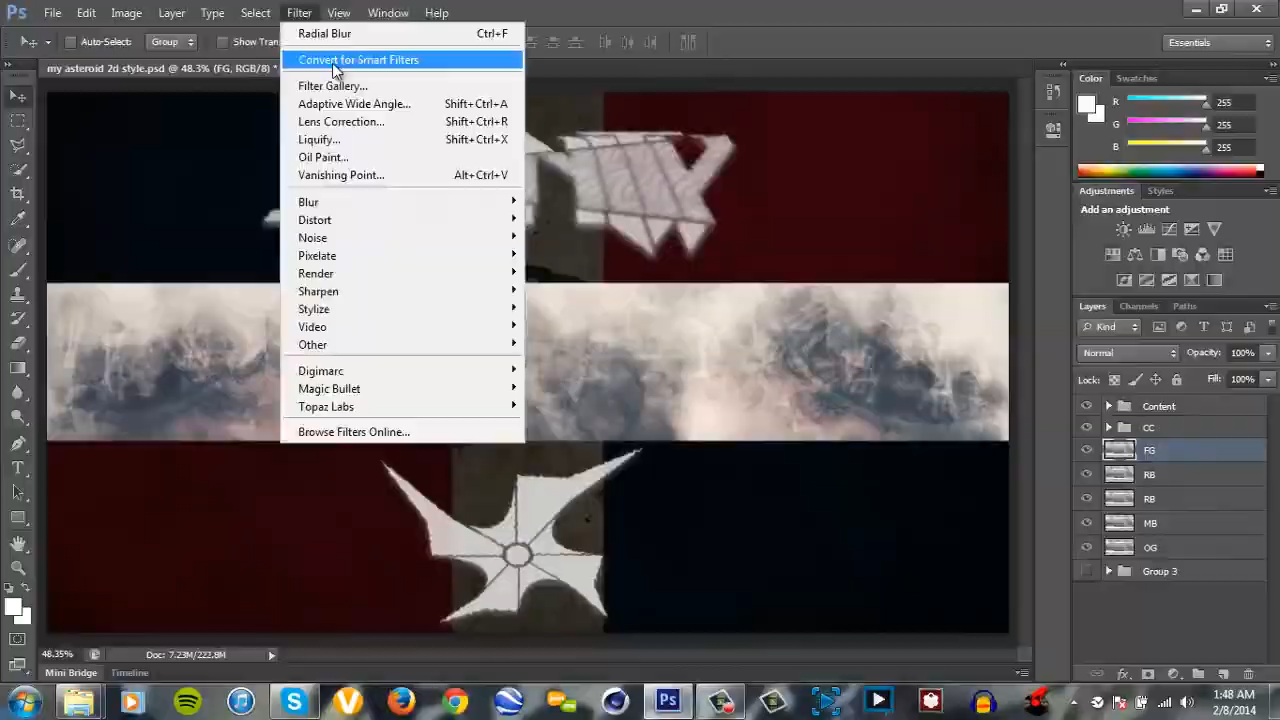 Ps File Edit Image Layer Type Select Filter View Window Help
Auto-Select: Group Show Tran Essentials
my asteroid 2d style.psd @ 48.3% (FG, RGB/8) *
Radial Blur Ctrl+F
Convert for Smart Filters
Filter Gallery...
Adaptive Wide Angle... Shift+Ctrl+A
Lens Correction... Shift+Ctrl+R
Liquify... Shift+Ctrl+X
Oil Paint...
Vanishing Point... Alt+Ctrl+V
Blur
Distort
Noise
Pixelate
Render
Sharpen
Stylize
Video
Other
Digimarc
Magic Bullet
Topaz Labs
Browse Filters Online...
Color Swatches
R 255
G 255
B 255
Adjustments Styles
Add an adjustment
Layers Channels Paths
Kind
Normal Opacity: 100%
Lock: Fill: 100%
Content
CC
FG
RB
RB
MB
OG
Group 3
48.35% Doc: 7.23M/222.8M
Mini Bridge Timeline
Ps
1:48 AM
2/8/2014